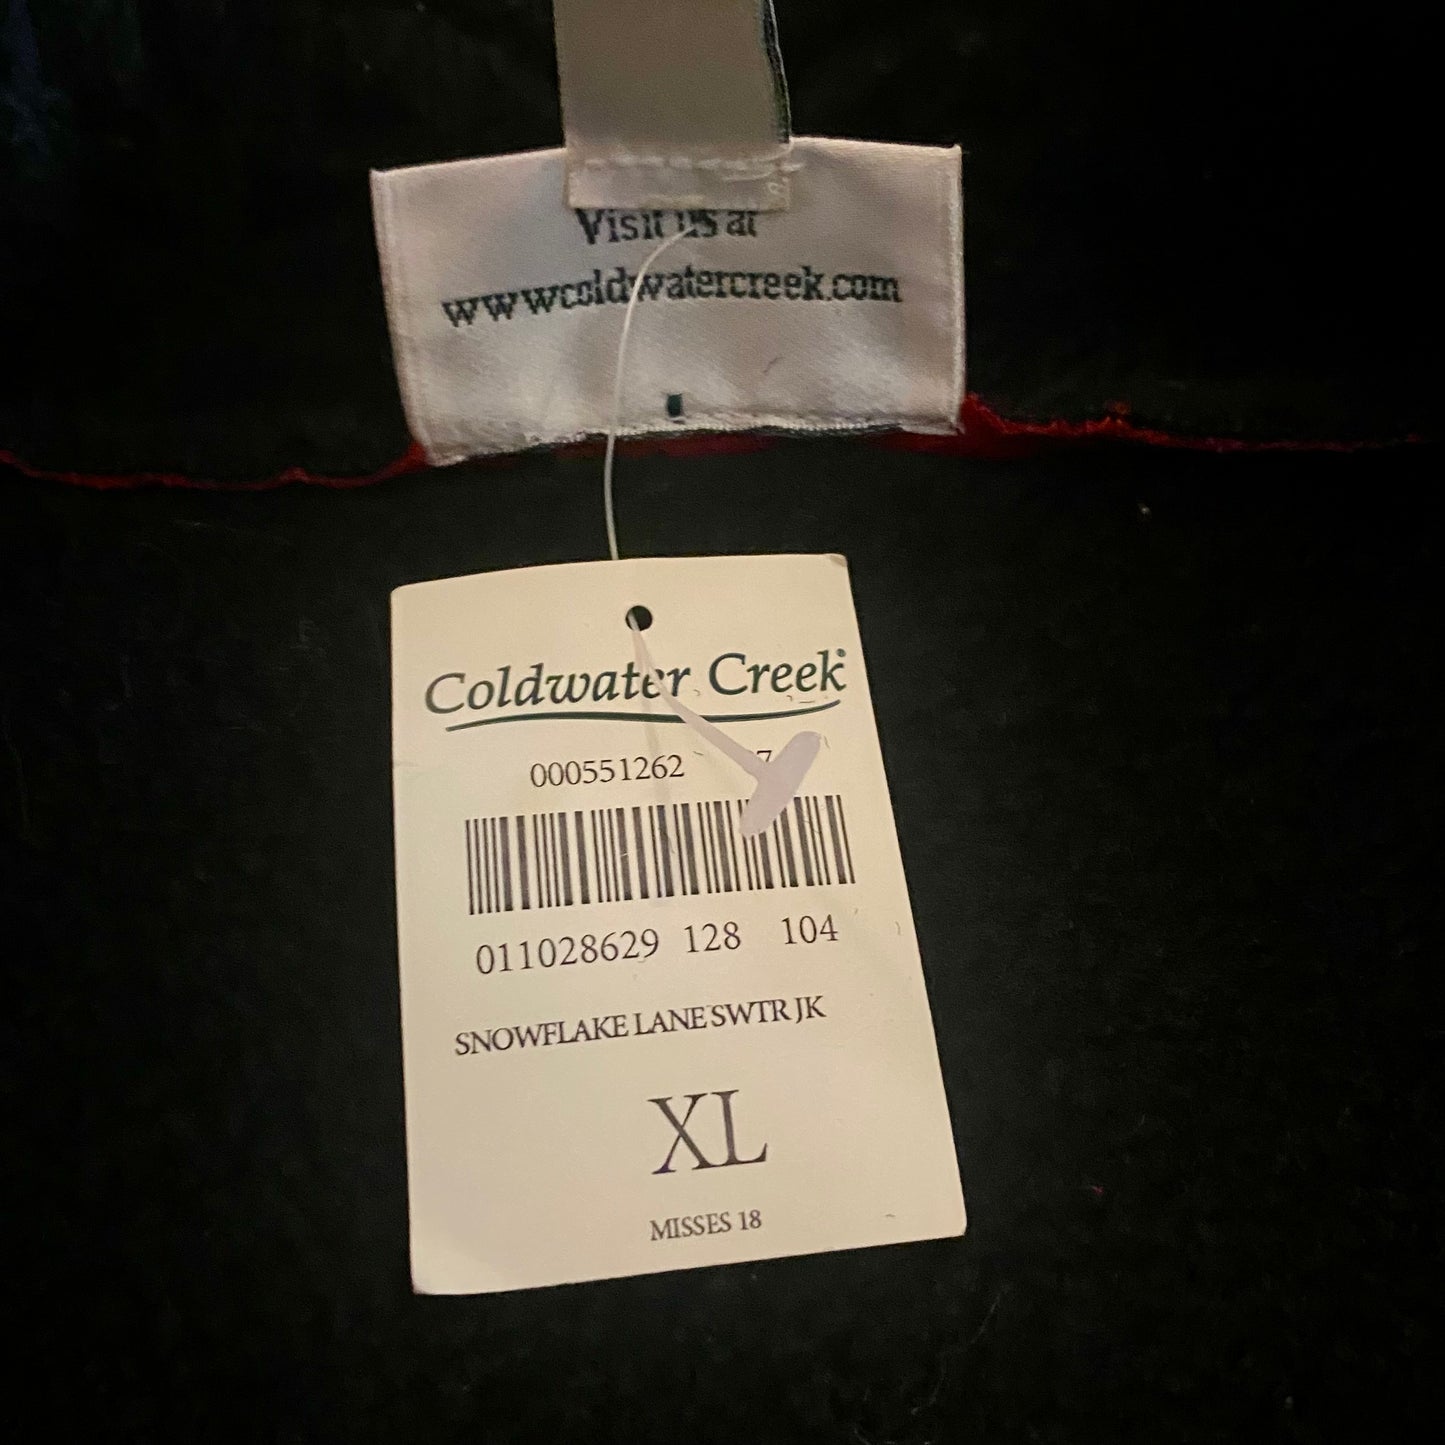 Visit us at
www.coldwatercreek.com
Coldwater Creek®
000551262
011028629 128 104
SNOWFLAKE LANE SWTR JK
XL
MISSES 18